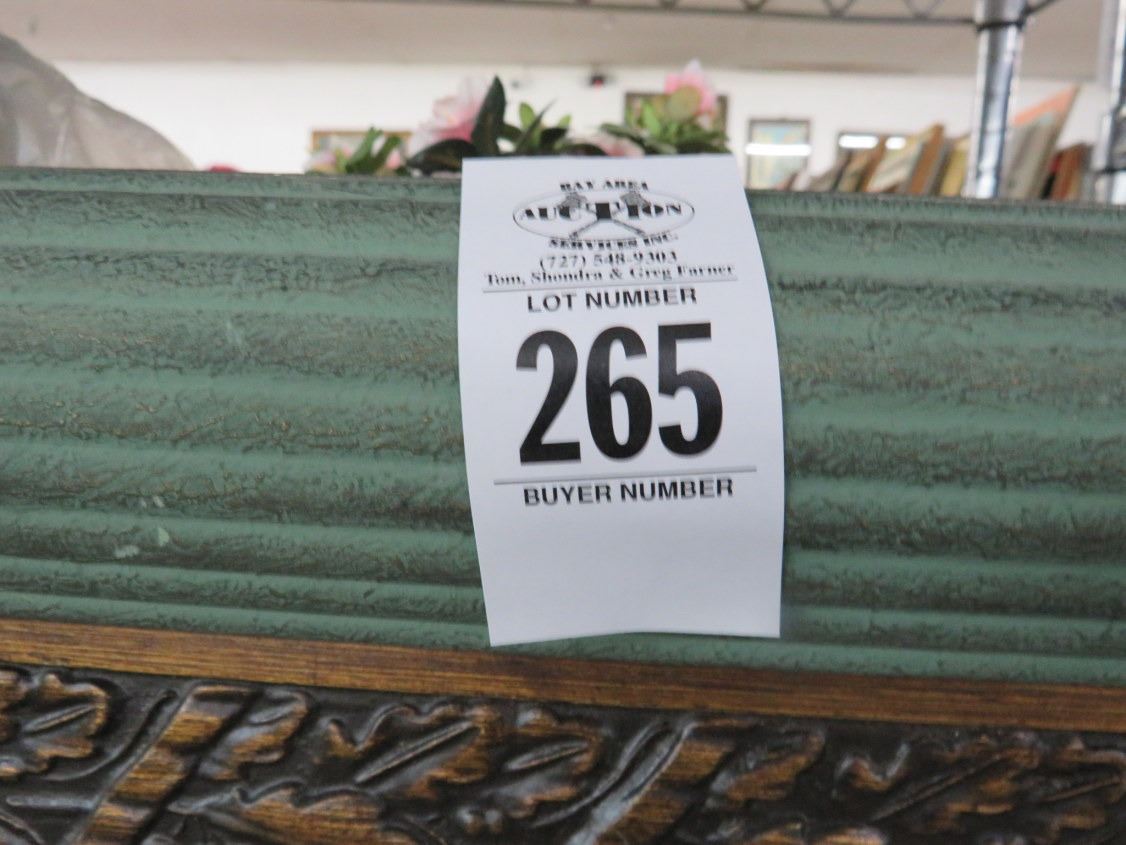 BAY AREA
AUCTION
SERVICES INC.
(727) 548-9303
Tom, Shondra & Greg Farner
LOT NUMBER
265
BUYER NUMBER